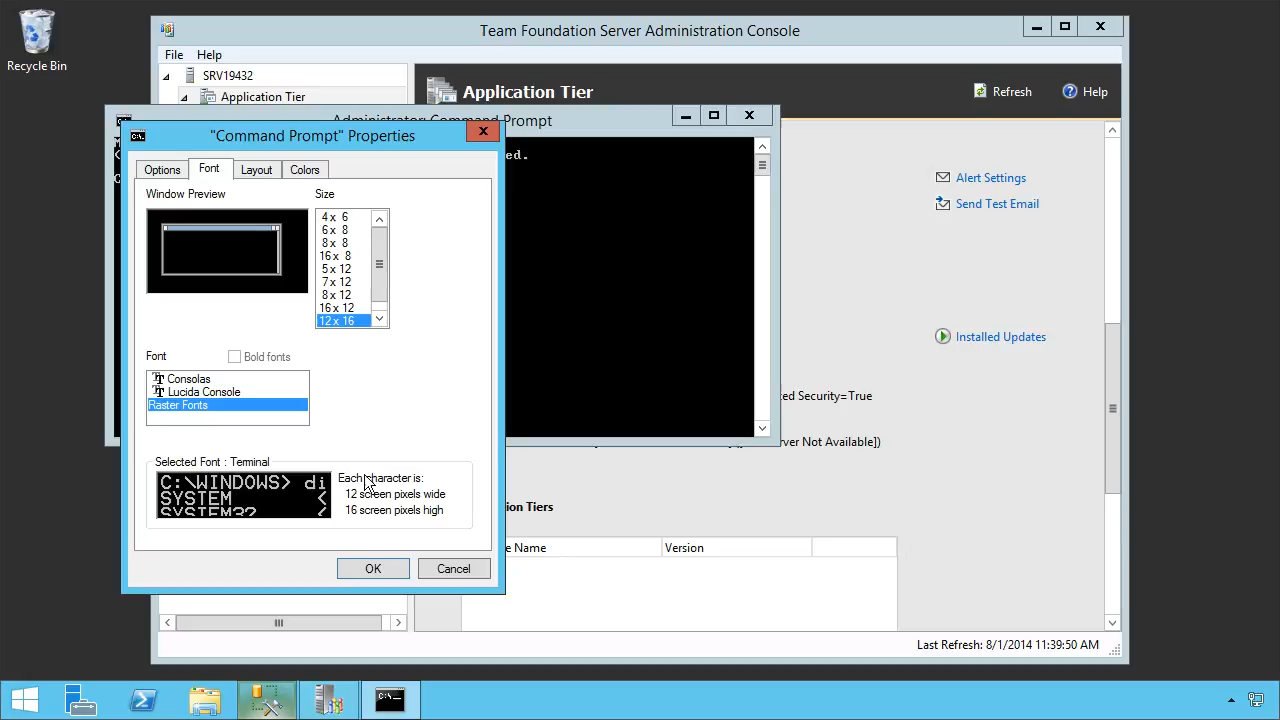 Recycle Bin
Team Foundation Server Administration Console
File Help
SRV19432
Application Tier
Application Tier
Refresh
Help
Administrator: Command Prompt
ed.
"Command Prompt" Properties
Options
Font
Layout
Colors
Window Preview
Size
4 x 6
6 x 8
8 x 8
16 x 8
5 x 12
7 x 12
8 x 12
16 x 12
12 x 16
Font
Bold fonts
Consolas
Lucida Console
Raster Fonts
Selected Font : Terminal
C:\WINDOWS> di
SYSTEM <
SYSTEM32 <
Each character is:
12 screen pixels wide
16 screen pixels high
OK
Cancel
Alert Settings
Send Test Email
Installed Updates
ed Security=True
erver Not Available])
ion Tiers
e Name
Version
Last Refresh: 8/1/2014 11:39:50 AM